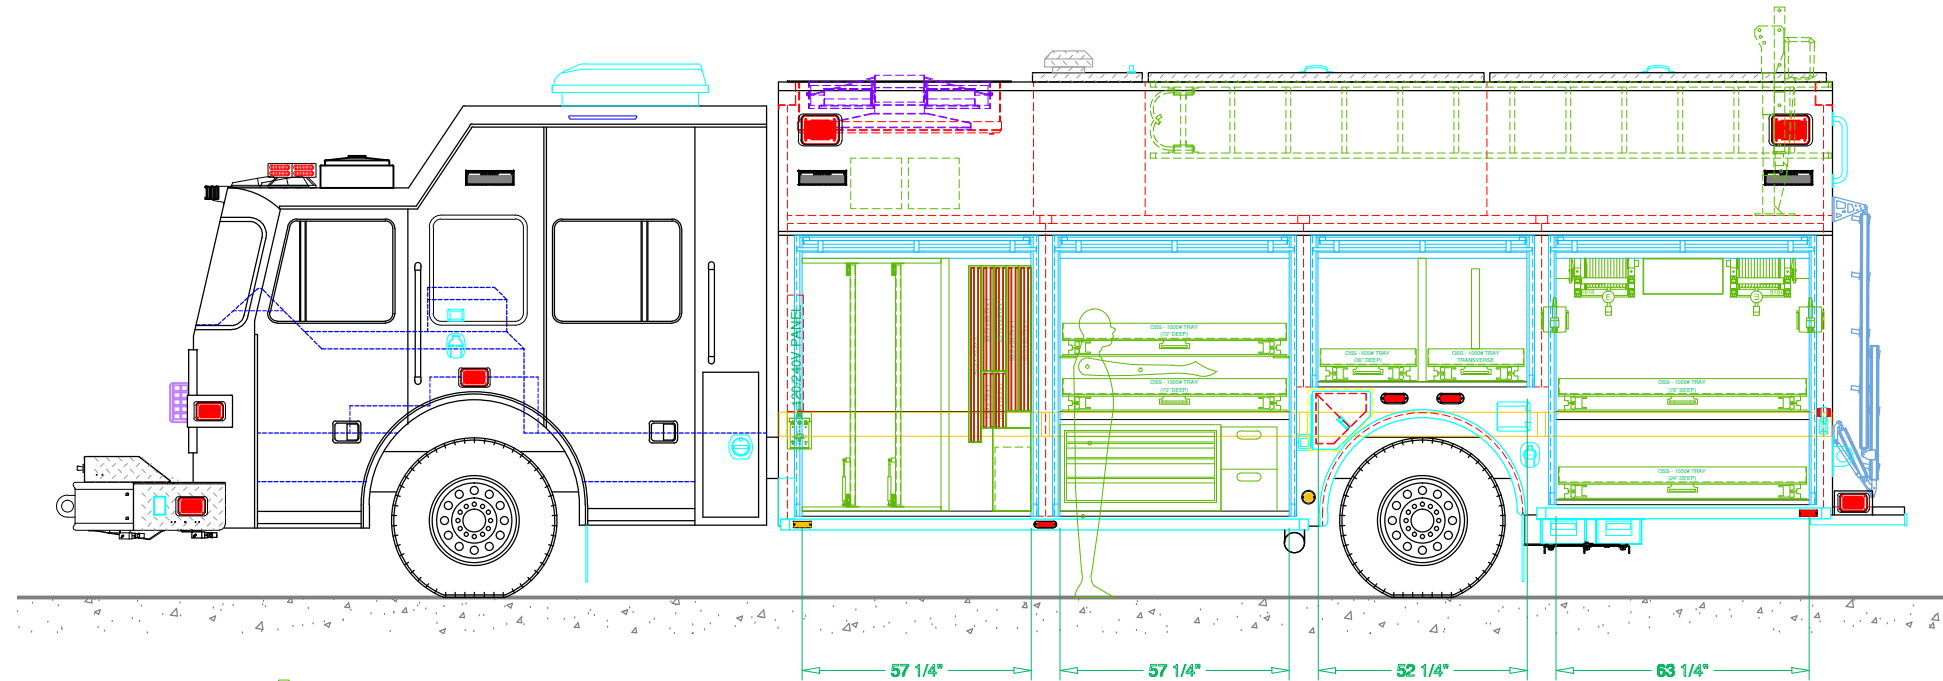 120/240V PANEL
OSS - 1000# TRAY
(70" DEEP)
OSS - 1000# TRAY
(70" DEEP)
OSS - 600# TRAY
(36" DEEP)
OSS - 1000# TRAY
TRANSVERSE
OSS - 1000# TRAY
(70" DEEP)
OSS - 1000# TRAY
(24" DEEP)
57 1/4"
57 1/4"
52 1/4"
63 1/4"